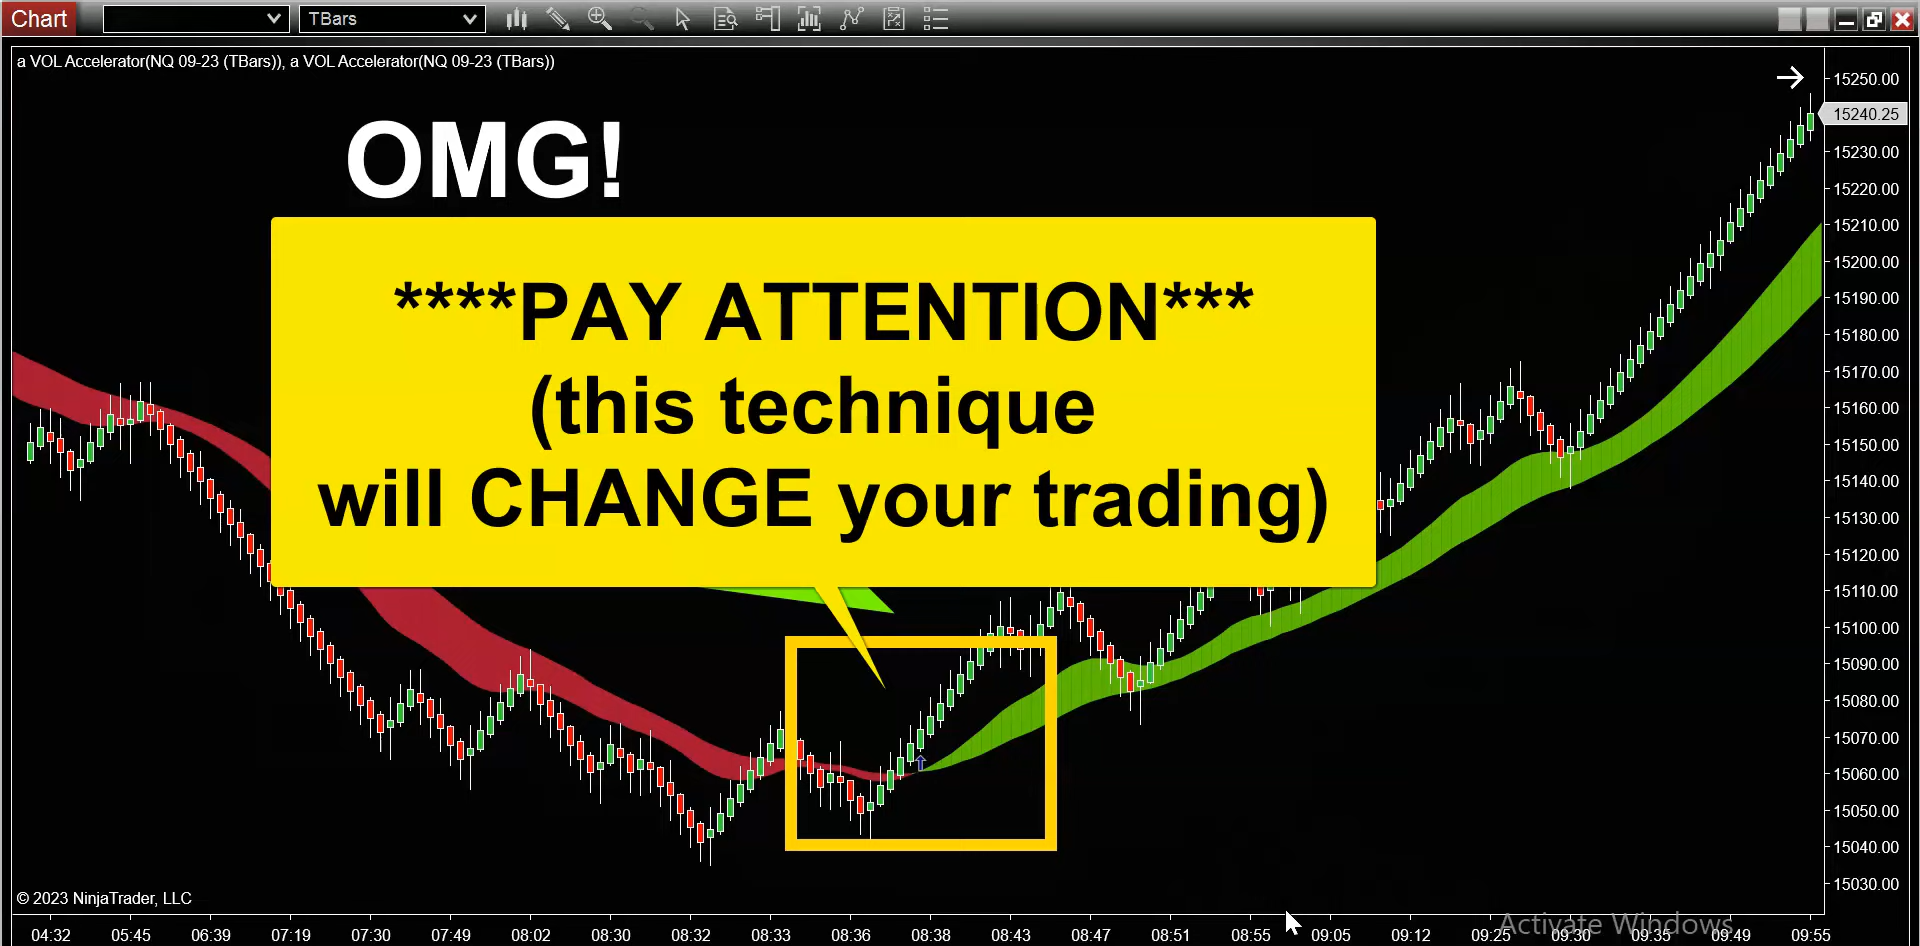 Chart
TBars
a VOL Accelerator(NQ 09-23 (TBars)), a VOL Accelerator(NQ 09-23 (TBars))
OMG!
****PAY ATTENTION***
(this technique
will CHANGE your trading)
15250.00
15240.25
15230.00
15220.00
15210.00
15200.00
15190.00
15180.00
15170.00
15160.00
15150.00
15140.00
15130.00
15120.00
15110.00
15100.00
15090.00
15080.00
15070.00
15060.00
15050.00
15040.00
15030.00
© 2023 NinjaTrader, LLC
Activate Windows
04:32 05:45 06:39 07:19 07:30 07:49 08:02 08:30 08:32 08:33 08:36 08:38 08:43 08:47 08:51 08:55 09:05 09:12 09:25 09:30 09:35 09:49 09:55